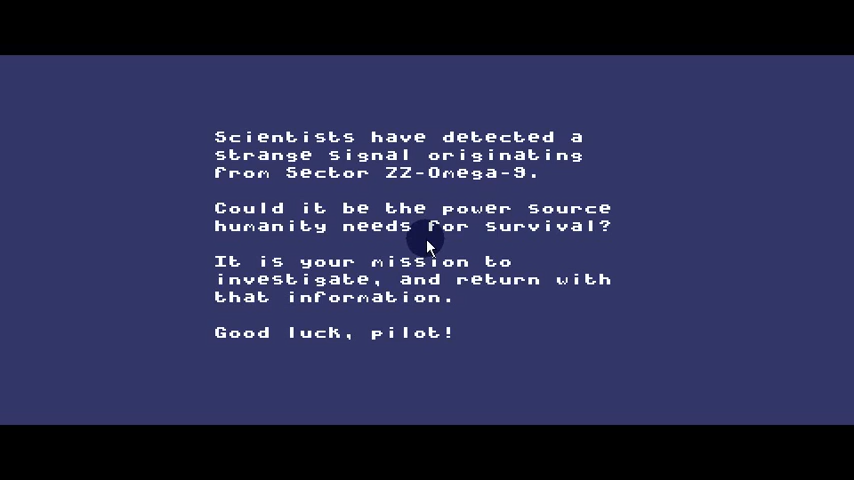 Scientists have detected a
strange signal originating
from Sector ZZ-Omega-9.
Could it be the power source
humanity needs for survival?
It is your mission to
investigate, and return with
that information.
Good luck, pilot!